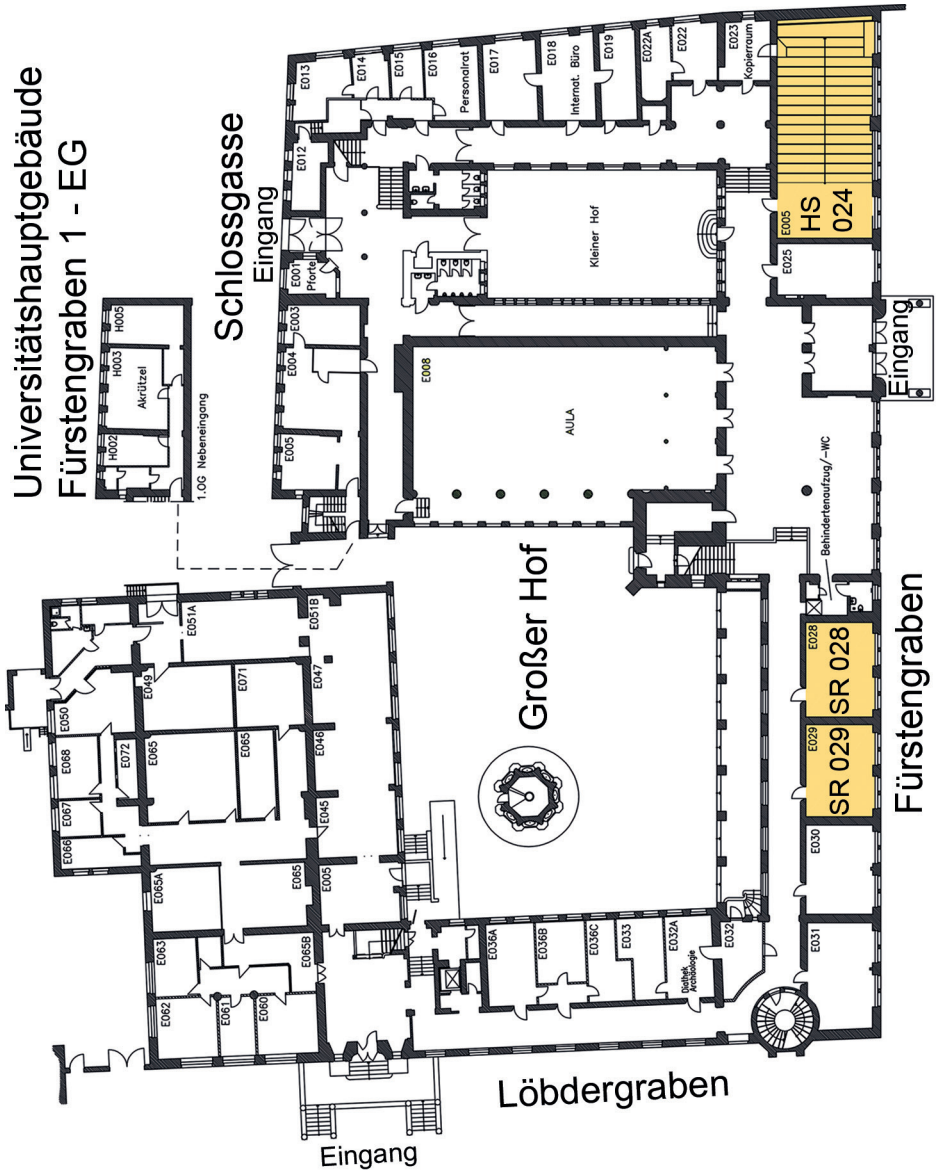 Universitätshauptgebäude
Fürstengraben 1 - EG
H002
H003
H005
Akrützel
1.OG Nebeneingang
Schlossgasse
Eingang
E013
E014
E015
E016
Personalrat
E017
E018
Internat. Büro
E019
E022A
E022
E023
Kopierraum
E012
E001
Pforte
E003
E004
E005
E008
AULA
Kleiner Hof
E005
HS
024
E025
Eingang
Behindertenaufzug/-WC
E028
SR 028
E029
SR 029
E030
E031
Fürstengraben
Großer Hof
E051A
E051B
E050
E049
E071
E047
E068
E072
E065
E065
E046
E067
E066
E045
E065A
E065
E005
E063
E065B
E062
E061
E060
E036A
E036B
E036C
E033
E032A
Diathek
Archäologie
E032
Löbdergraben
Eingang